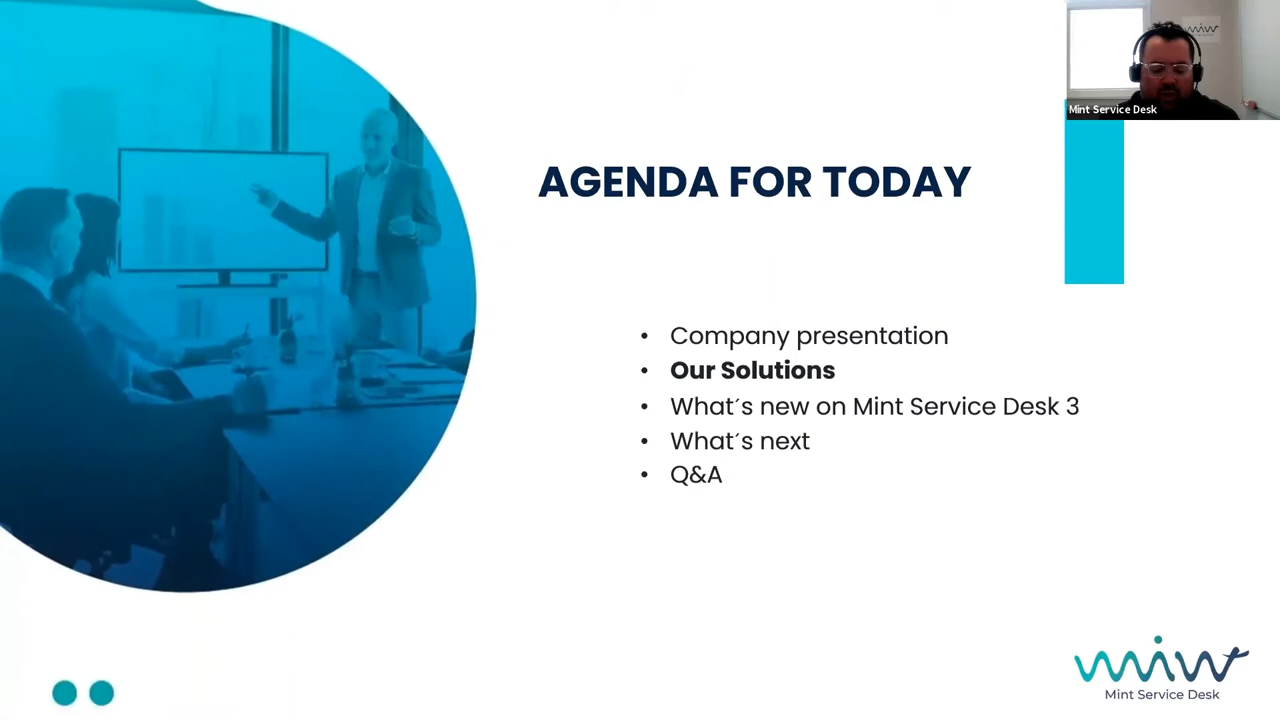 Mint Service Desk
AGENDA FOR TODAY
• Company presentation
• Our Solutions
• What´s new on Mint Service Desk 3
• What´s next
• Q&A
mint
Mint Service Desk